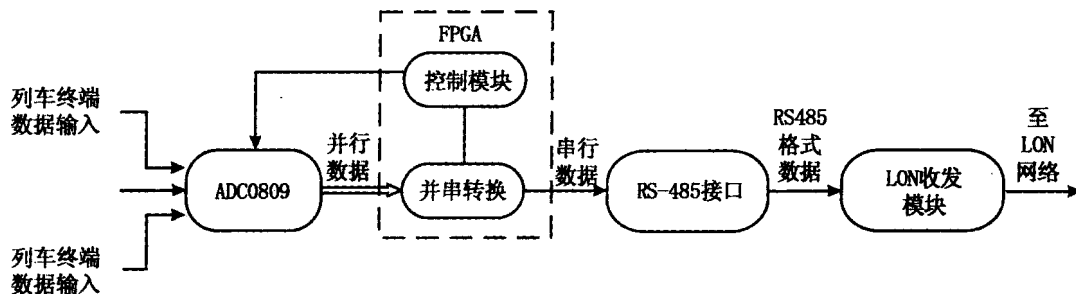 FPGA
控制模块
列车终端
数据输入
并行
数据
串行
数据
RS485
格式
数据
至
LON
网络
ADC0809
并串转换
RS-485接口
LON收发
模块
列车终端
数据输入